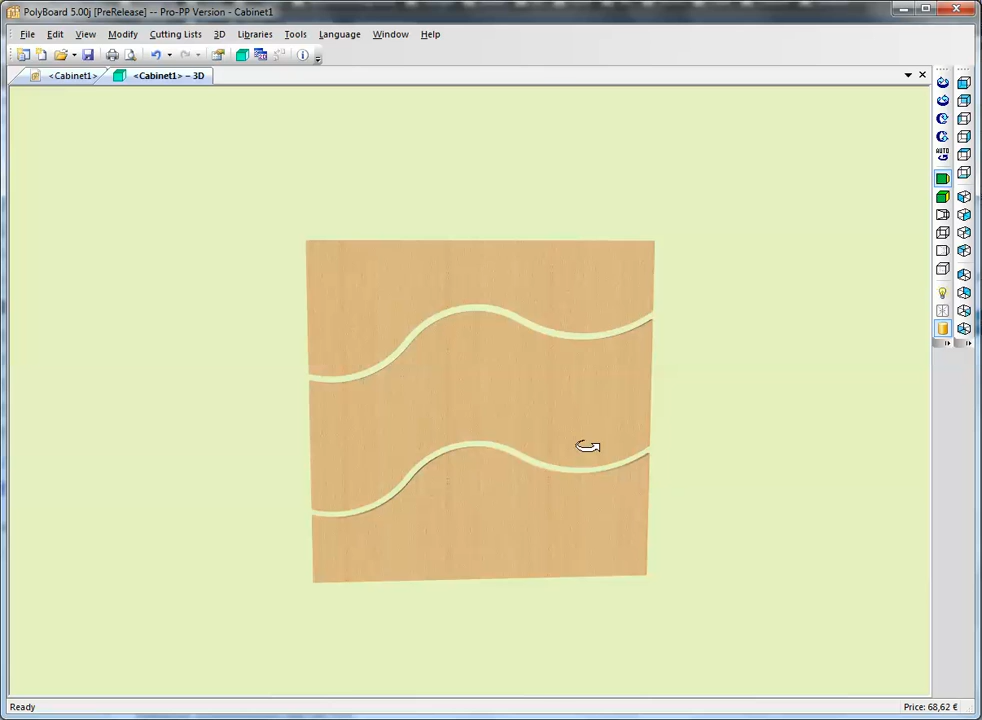 PolyBoard 5.00j [PreRelease] -- Pro-PP Version - Cabinet1
File Edit View Modify Cutting Lists 3D Libraries Tools Language Window Help
<Cabinet1> <Cabinet1> – 3D
AUTO
Ready Price: 68,62 €